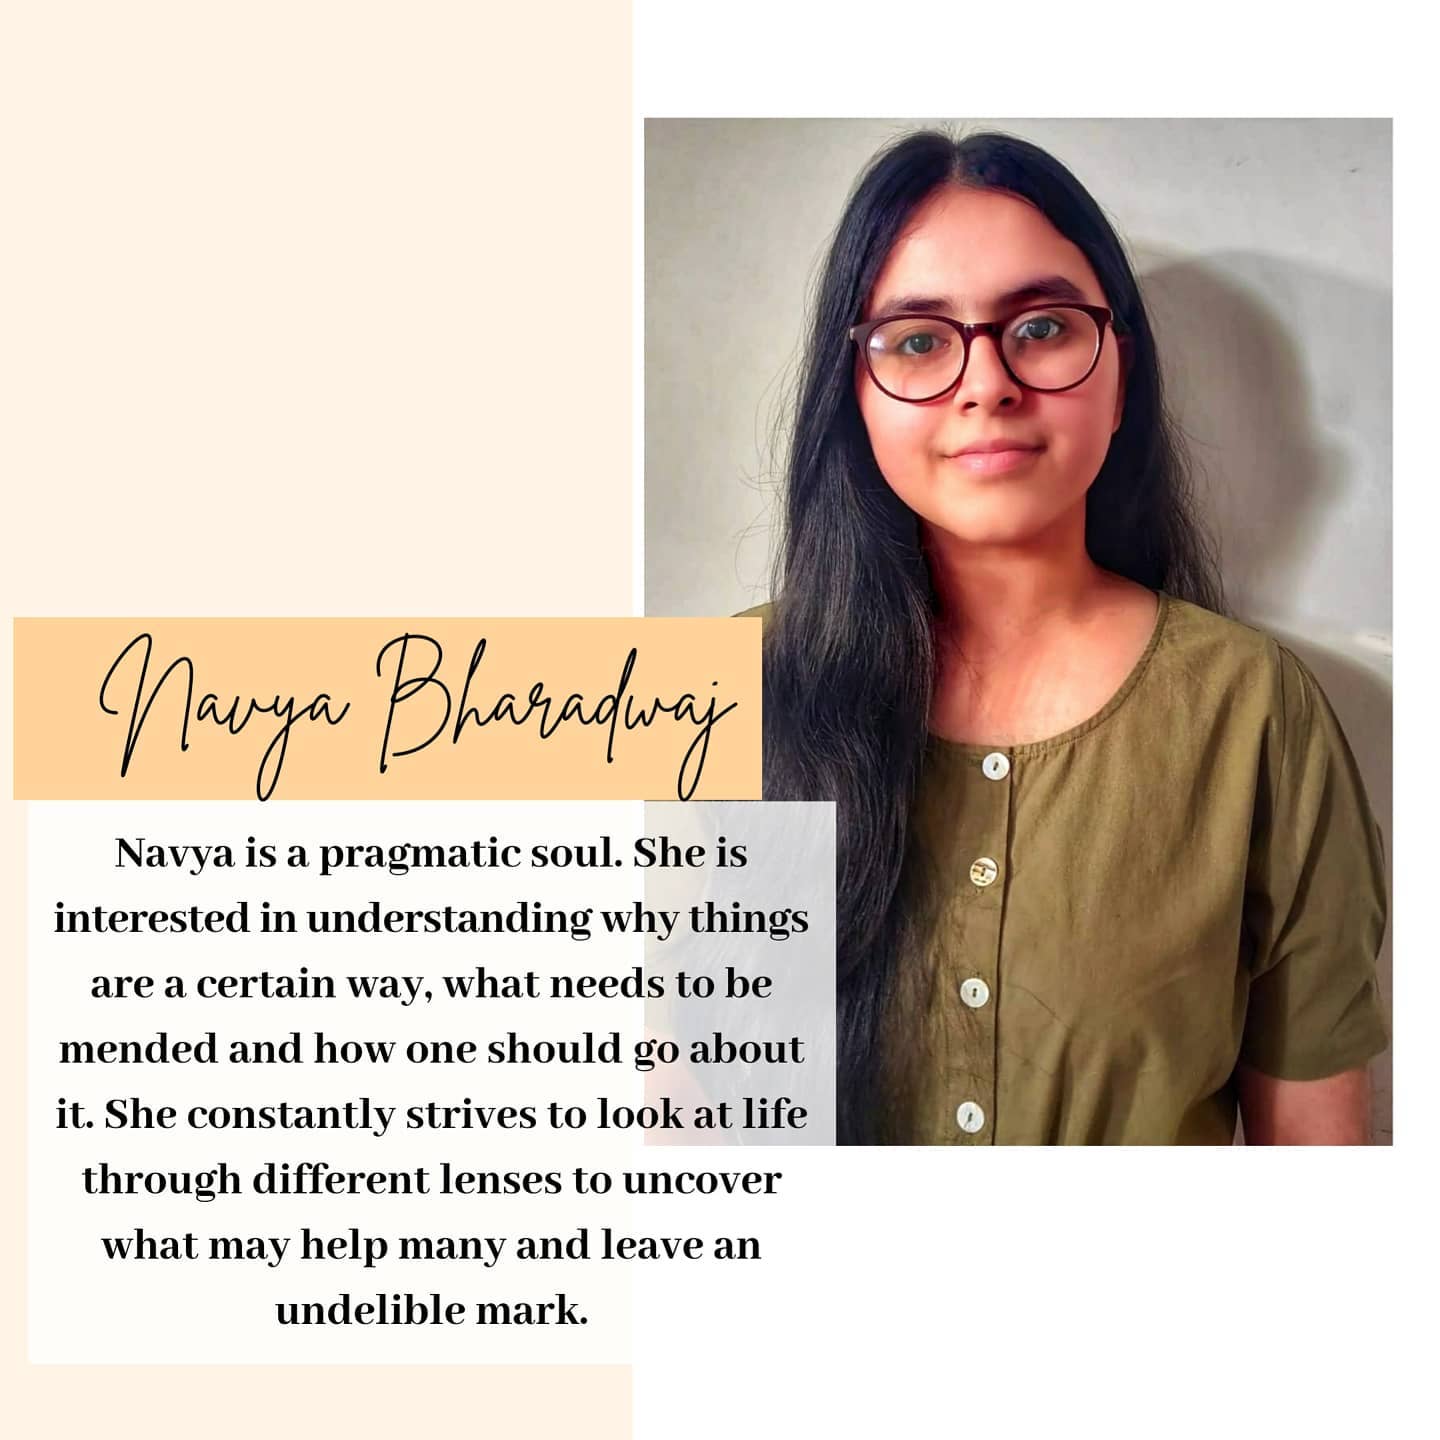 Navya Bharadwaj
Navya is a pragmatic soul. She is
interested in understanding why things
are a certain way, what needs to be
mended and how one should go about
it. She constantly strives to look at life
through different lenses to uncover
what may help many and leave an
undelible mark.